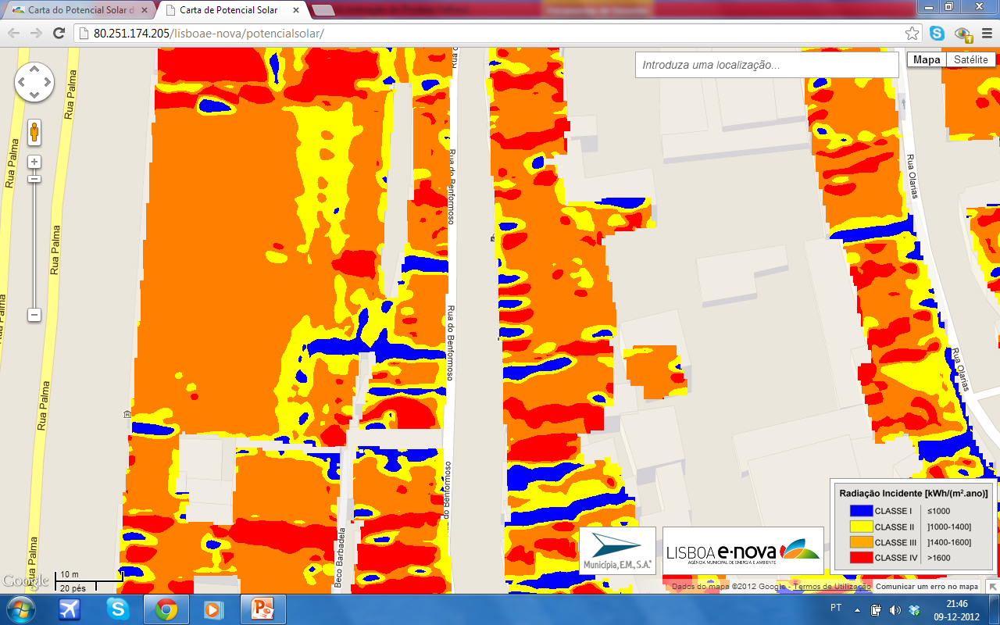 Carta do Potencial Solar d
Carta de Potencial Solar
80.251.174.205/lisboae-nova/potencialsolar/
Introduza uma localização...
Mapa
Satélite
Rua Palma
Rua Palma
Rua Palma
Rua Palma
Rua Palma
Rua do Benformoso
Rua do Benformoso
do Benformoso
Beco Barbadela
Rua Olarias
Rua Olarias
Radiação Incidente [kWh/(m².ano)]
CLASSE I ≤1000
CLASSE II ]1000-1400]
CLASSE III ]1400-1600]
CLASSE IV >1600
Município, E.M., S.A.
LISBOA e·nova
AGÊNCIA MUNICIPAL DE ENERGIA E AMBIENTE
Google
10 m
20 pés
Dados do mapa ©2012 Google - Termos de Utilização
Comunicar um erro no mapa
PT
21:46
09-12-2012